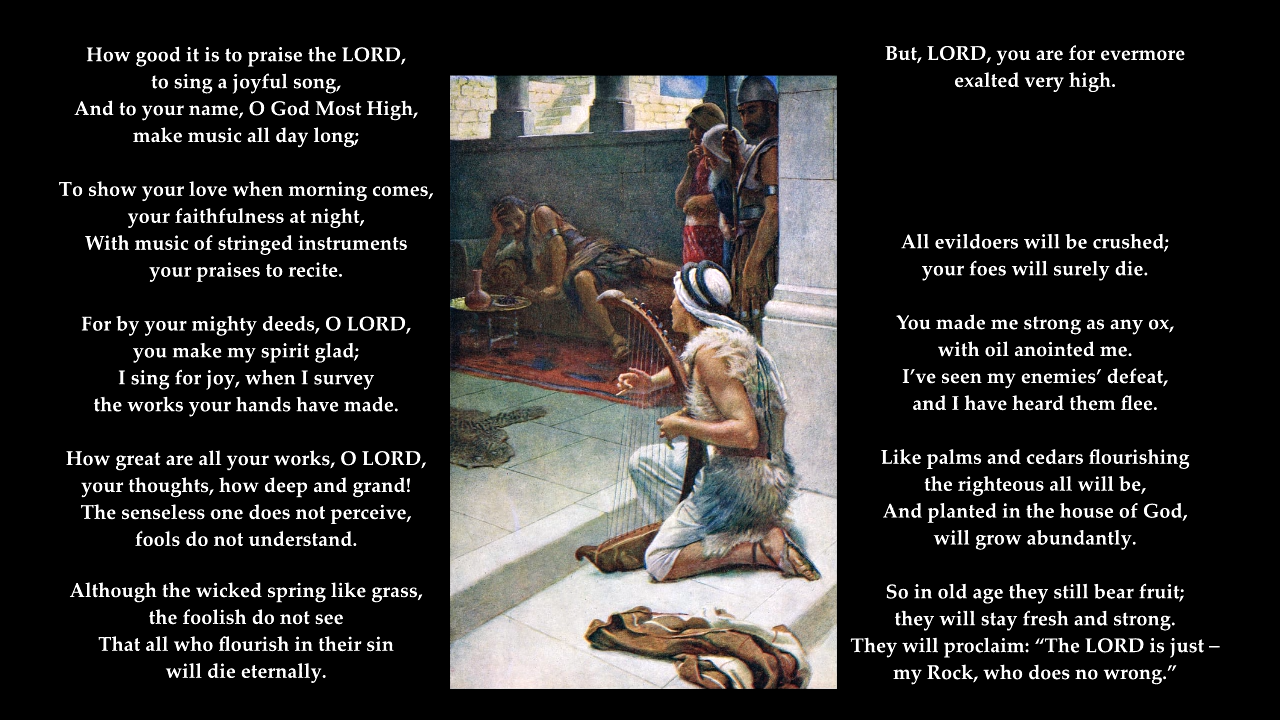 How good it is to praise the LORD,
to sing a joyful song,
And to your name, O God Most High,
make music all day long;
To show your love when morning comes,
your faithfulness at night,
With music of stringed instruments
your praises to recite.
For by your mighty deeds, O LORD,
you make my spirit glad;
I sing for joy, when I survey
the works your hands have made.
How great are all your works, O LORD,
your thoughts, how deep and grand!
The senseless one does not perceive,
fools do not understand.
Although the wicked spring like grass,
the foolish do not see
That all who flourish in their sin
will die eternally.
But, LORD, you are for evermore
exalted very high.
All evildoers will be crushed;
your foes will surely die.
You made me strong as any ox,
with oil anointed me.
I’ve seen my enemies’ defeat,
and I have heard them flee.
Like palms and cedars flourishing
the righteous all will be,
And planted in the house of God,
will grow abundantly.
So in old age they still bear fruit;
they will stay fresh and strong.
They will proclaim: “The LORD is just –
my Rock, who does no wrong.”